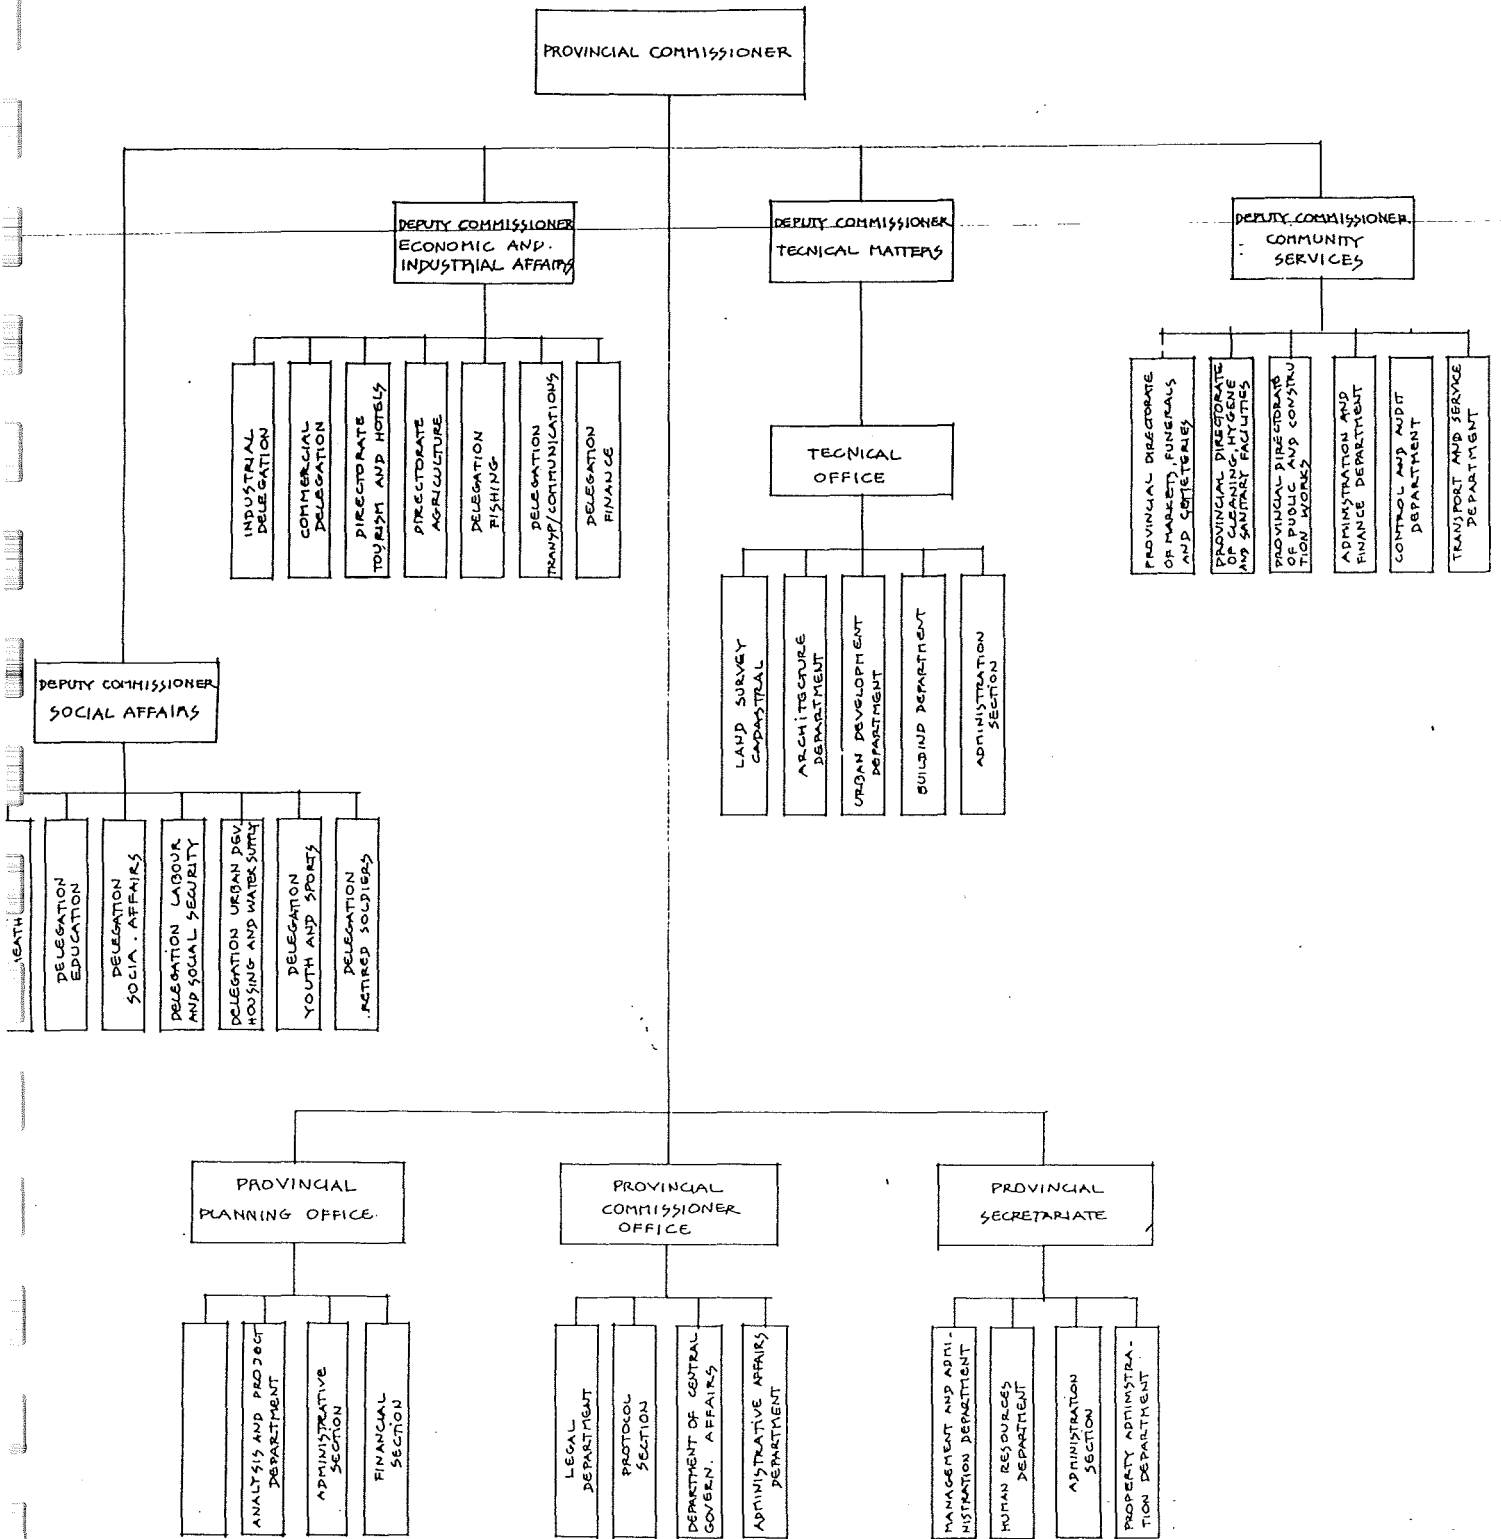 PROVINCIAL COMMISSIONER
DEPUTY COMMISSIONER
ECONOMIC AND.
INDUSTRIAL AFFAIRS
DEPUTY COMMISSIONER
TECNICAL MATTERS
DEPUTY COMMISSIONER
COMMUNITY
SERVICES
INDUSTRIAL
DELEGATION
COMMERCIAL
DELEGATION
DIRECTORATE
TOURISM AND HOTELS
DIRECTORATE
AGRICULTURE
DELEGATION
FISHING
DELEGATION
TRANSP/COMMUNICATIONS
DELEGATION
FINANCE
TECNICAL
OFFICE
PROVINCIAL DIRECTORATE
OF MARKETS, FUNERALS
AND CEMETERIES
PROVINCIAL DIRECTORATE
OF CLEANING, HYGENE
AND SANITARY FACILITIES
PROVINCIAL DIRECTORATE
OF PUBLIC AND CONSTRU
TION WORKS
ADMINISTRATION AND
FINANCE DEPARTMENT
CONTROL AND AUDIT
DEPARTMENT
TRANSPORT AND SERVICE
DEPARTMENT
LAND SURVEY
CADASTRAL
ARCHITECTURE
DEPARTMENT
URBAN DEVELOPMENT
DEPARTMENT
BUILDIND DEPARTMENT
ADMINISTRATION
SECTION
DEPUTY COMMISSIONER
SOCIAL AFFAIRS
EATH
DELEGATION
EDUCATION
DELEGATION
SOCIA. AFFAIRS
DELEGATION LABOUR
AND SOCIAL SECURITY
DELEGATION URBAN DEV.
HOUSING AND WATER SUPPLY
DELEGATION
YOUTH AND SPORTS
DELEGATION
RETIRED SOLDIERS
PROVINCIAL
PLANNING OFFICE.
PROVINCIAL
COMMISSIONER
OFFICE
PROVINCIAL
SECRETARIATE
ANALYSIS AND PROJECT
DEPARTMENT
ADMINISTRATIVE
SECTION
FINANCIAL
SECTION
LEGAL
DEPARTMENT
PROTOCOL
SECTION
DEPARTMENT OF CENTRAL
GOVERN. AFFAIRS
ADMINISTRATIVE AFFAIRS
DEPARTMENT
MANAGEMENT AND ADMI-
NISTRATION DEPARTMENT
HUMAN RESOURCES
DEPARTMENT
ADMINISTRATION
SECTION
PROPERTY ADMINSTRA-
TION DEPARTMENT